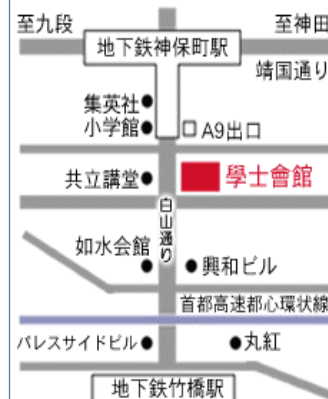 至九段
至神田
地下鉄神保町駅
靖国通り
集英社
小学館
A9出口
共立講堂
學士會館
白山通り
如水会館
興和ビル
首都高速都心環状線
パレスサイドビル
丸紅
地下鉄竹橋駅